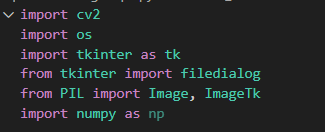 import cv2
import os
import tkinter as tk
from tkinter import filedialog
from PIL import Image, ImageTk
import numpy as np